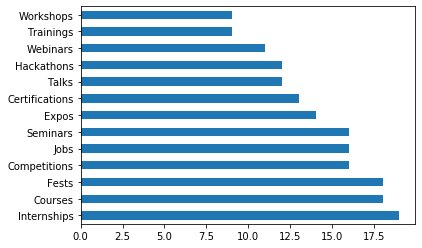 Workshops
Trainings
Webinars
Hackathons
Talks
Certifications
Expos
Seminars
Jobs
Competitions
Fests
Courses
Internships
0.0 2.5 5.0 7.5 10.0 12.5 15.0 17.5